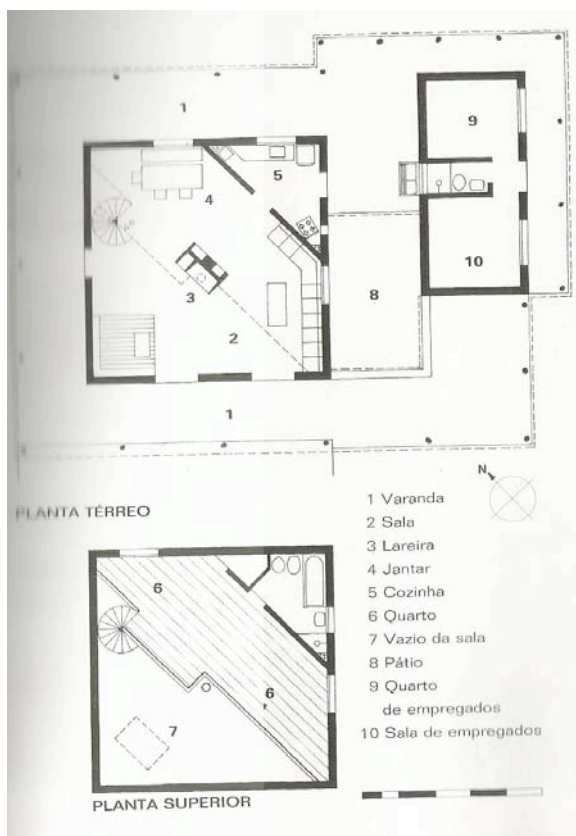 1
9
5
4
10
3
8
2
1
N
PLANTA TÉRREO
1 Varanda
2 Sala
3 Lareira
4 Jantar
5 Cozinha
6 Quarto
7 Vazio da sala
8 Pátio
9 Quarto
de empregados
10 Sala de empregados
6
6
7
PLANTA SUPERIOR